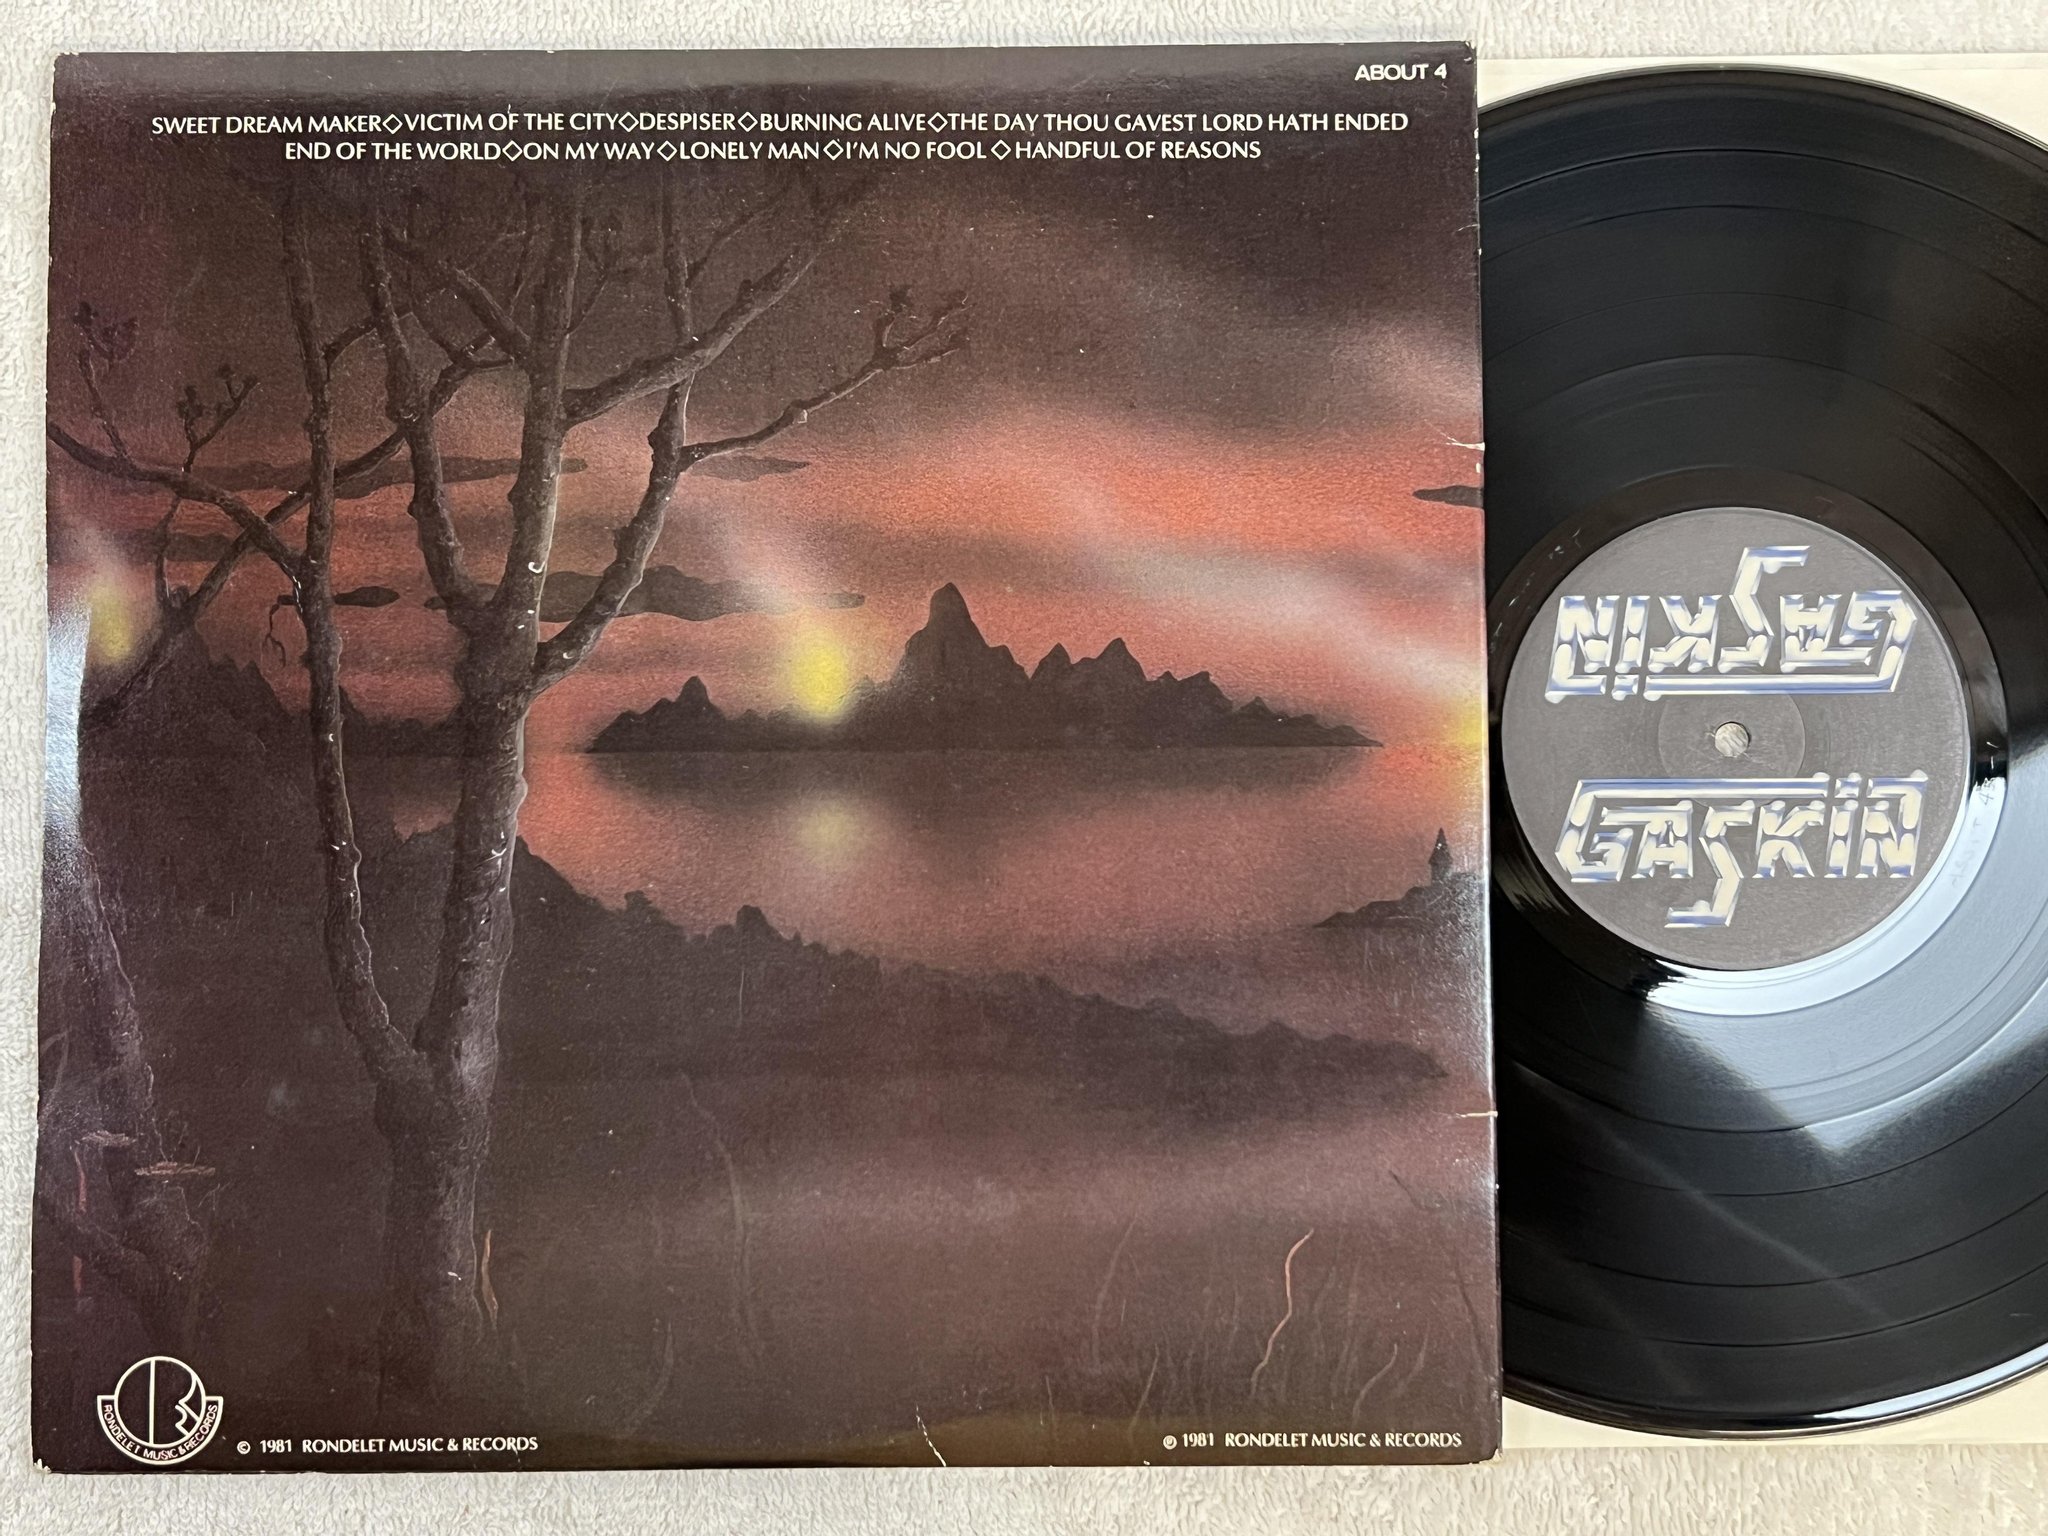 ABOUT 4
SWEET DREAM MAKER◇VICTIM OF THE CITY◇DESPISER◇BURNING ALIVE◇THE DAY THOU GAVEST LORD HATH ENDED
END OF THE WORLD◇ON MY WAY◇LONELY MAN◇I'M NO FOOL◇HANDFUL OF REASONS
GASKIN
GASKIN
RONDELET MUSIC & RECORDS
© 1981 RONDELET MUSIC & RECORDS
℗ 1981 RONDELET MUSIC & RECORDS